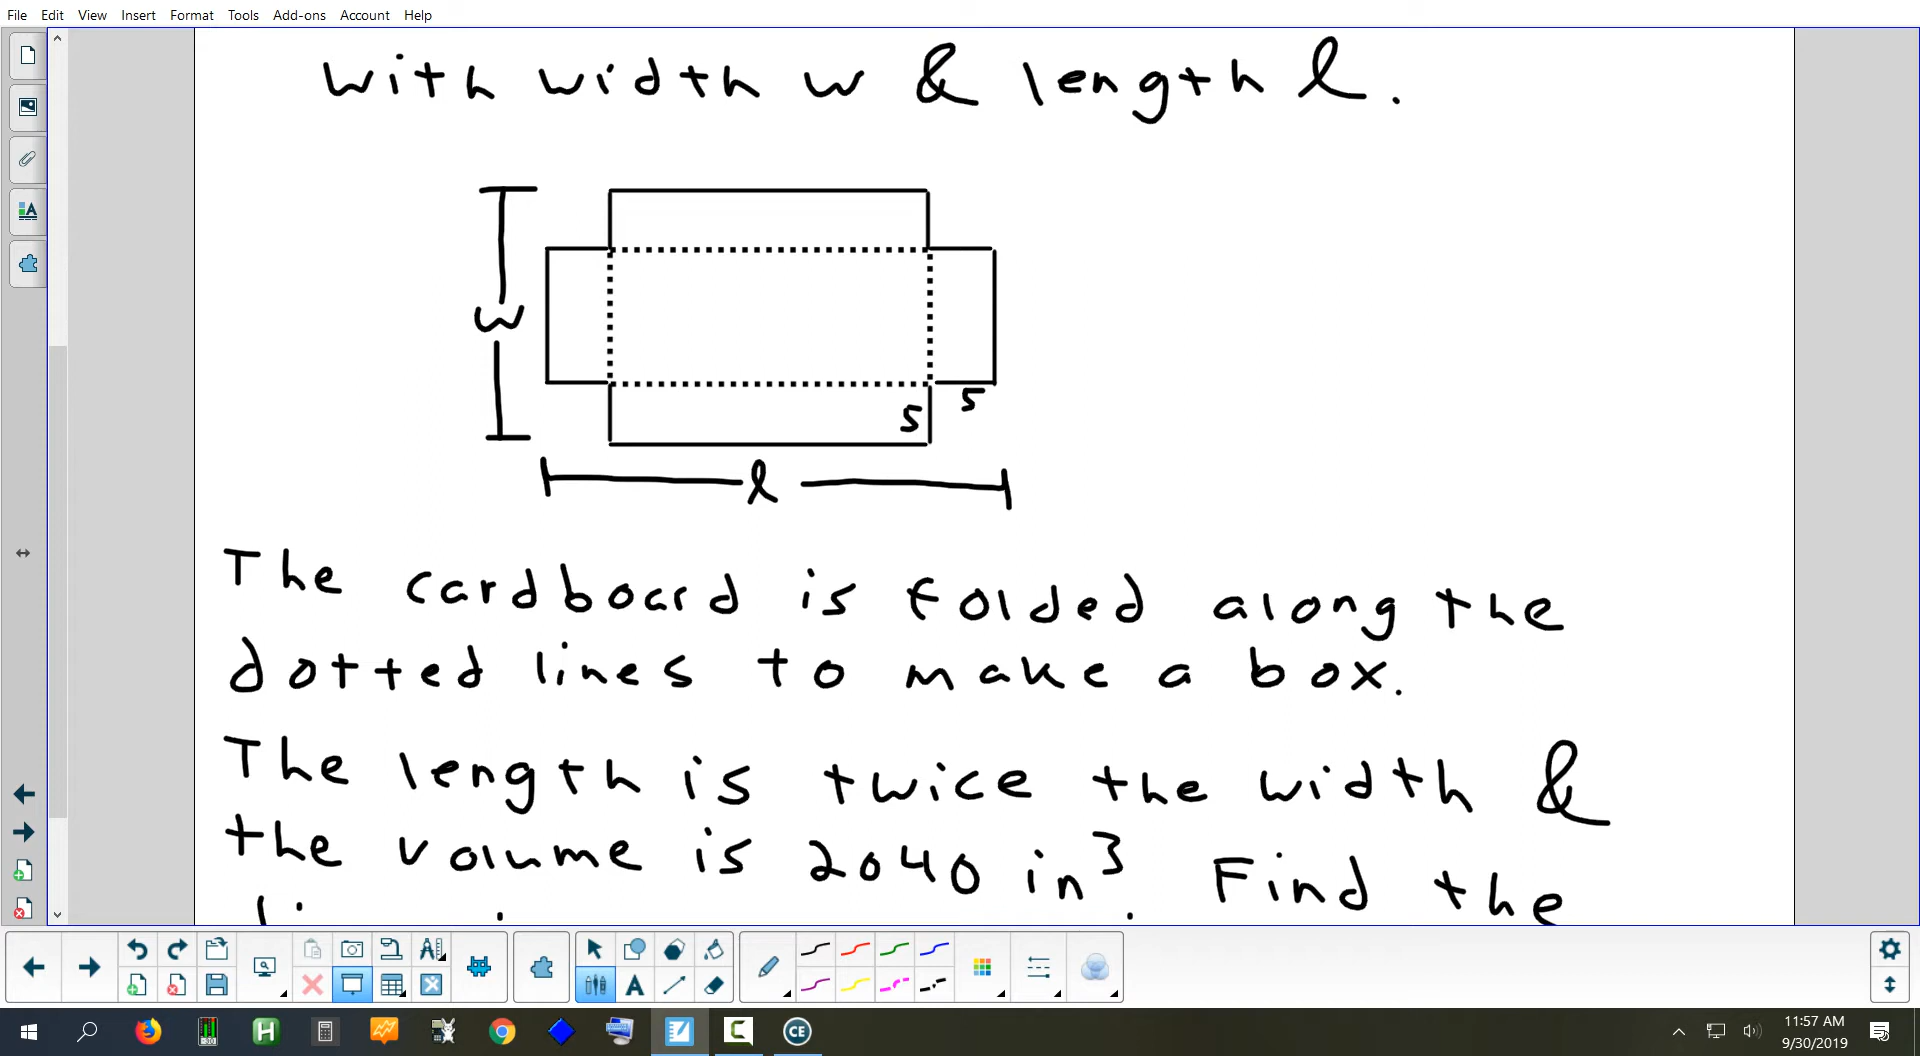 File Edit View Insert Format Tools Add-ons Account Help
with width w & length l.
w
5
5
l
The cardboard is folded along the
dotted lines to make a box.
The length is twice the width &
the volume is 2040 in³. Find the
11:57 AM
9/30/2019